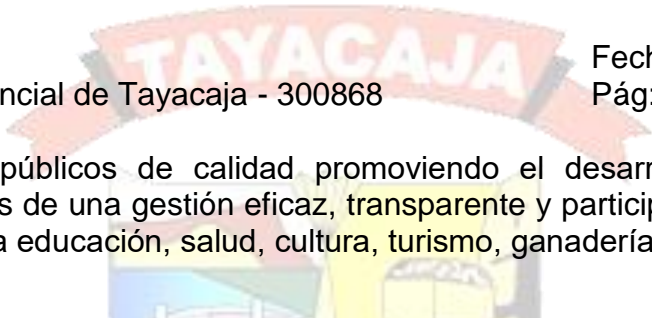 TAYACAJA
Fech
ncial de Tayacaja - 300868 Pág:
públicos de calidad promoviendo el desarr
s de una gestión eficaz, transparente y particip
a educación, salud, cultura, turismo, ganadería